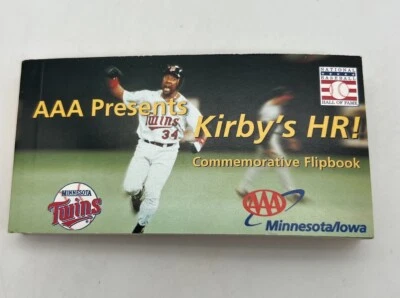 NATIONAL
BASEBALL
HALL OF FAME
AAA Presents
Kirby's HR!
Commemorative Flipbook
Twins
34
MINNESOTA
Twins
AAA
Minnesota/Iowa